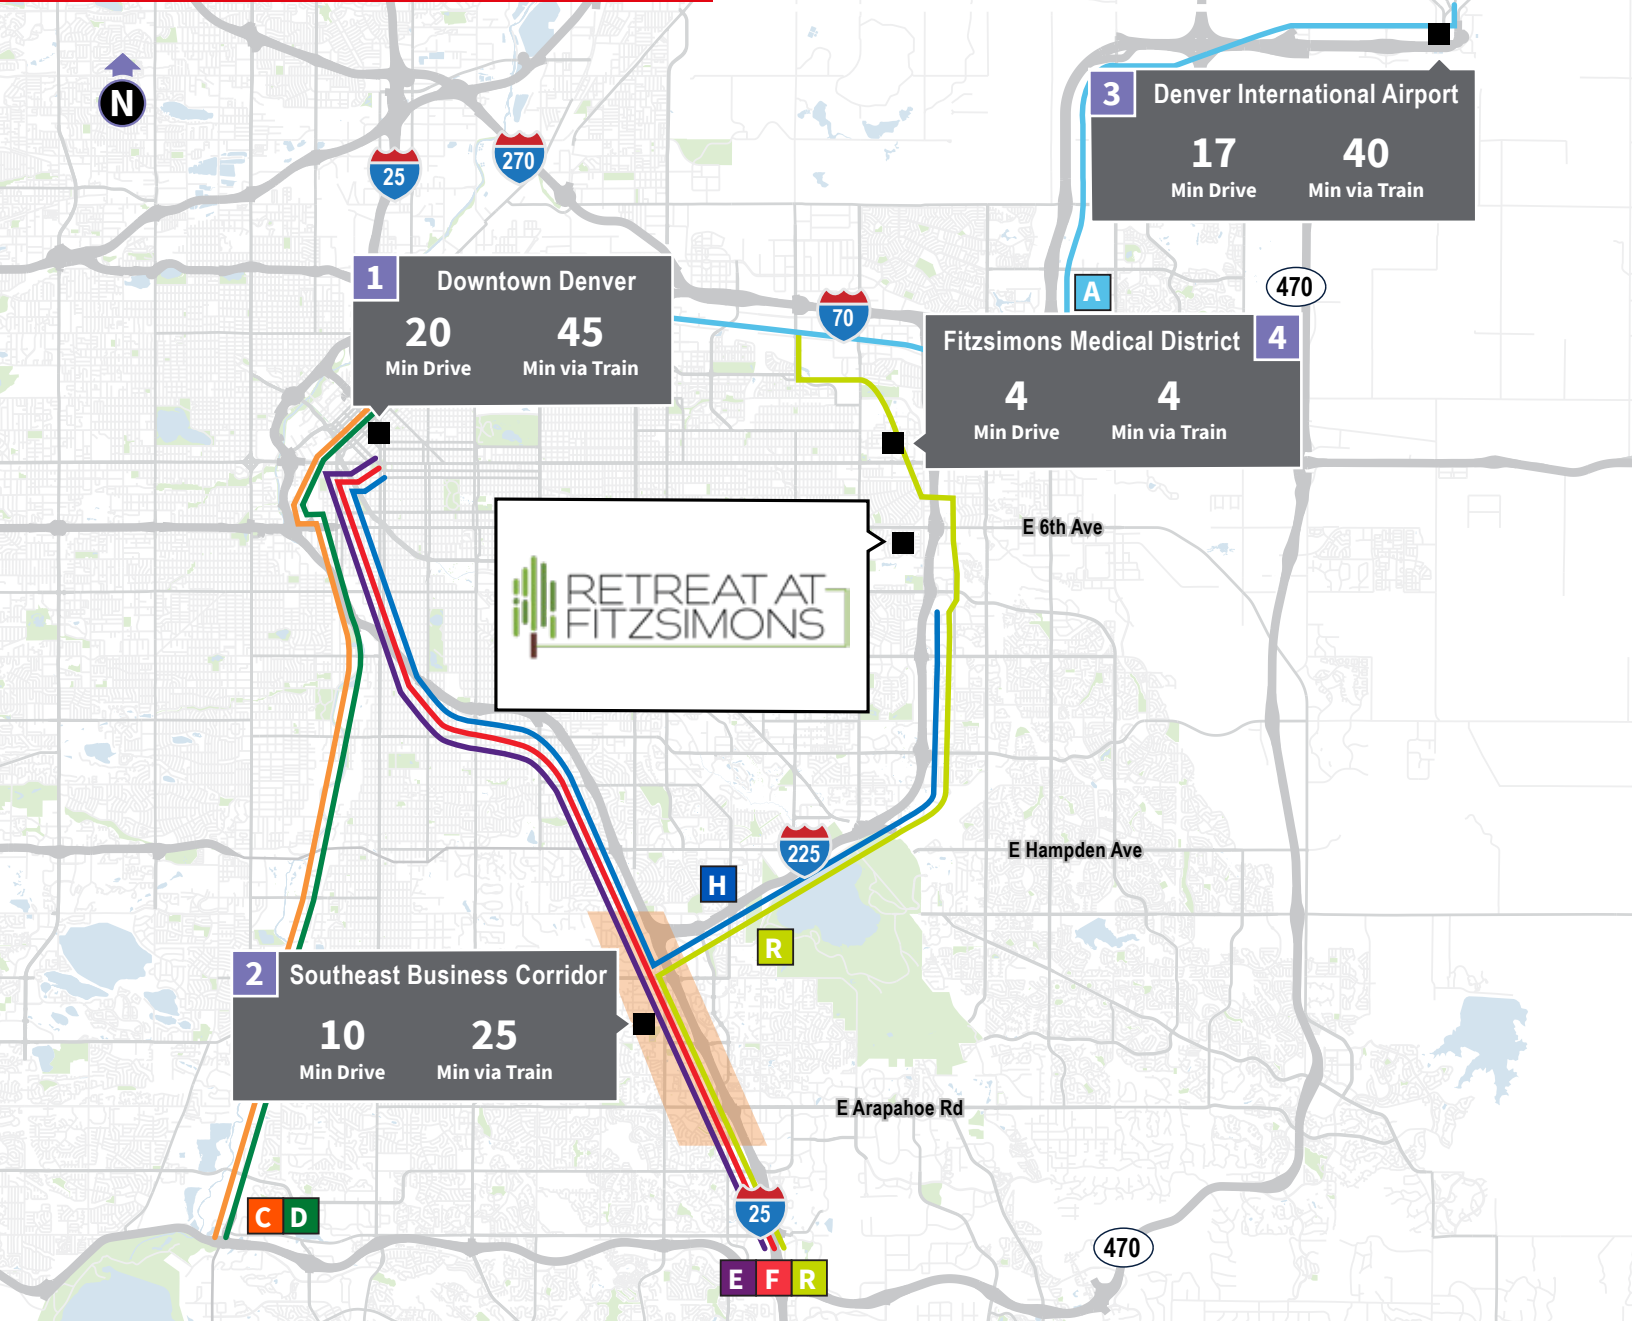 N
25
270
3
Denver International Airport
17
40
Min Drive
Min via Train
1
Downtown Denver
20
45
Min Drive
Min via Train
A
470
70
Fitzsimons Medical District
4
4
4
Min Drive
Min via Train
E 6th Ave
RETREAT AT
FITZSIMONS
225
E Hampden Ave
H
R
2
Southeast Business Corridor
10
25
Min Drive
Min via Train
E Arapahoe Rd
C D
25
470
E F R